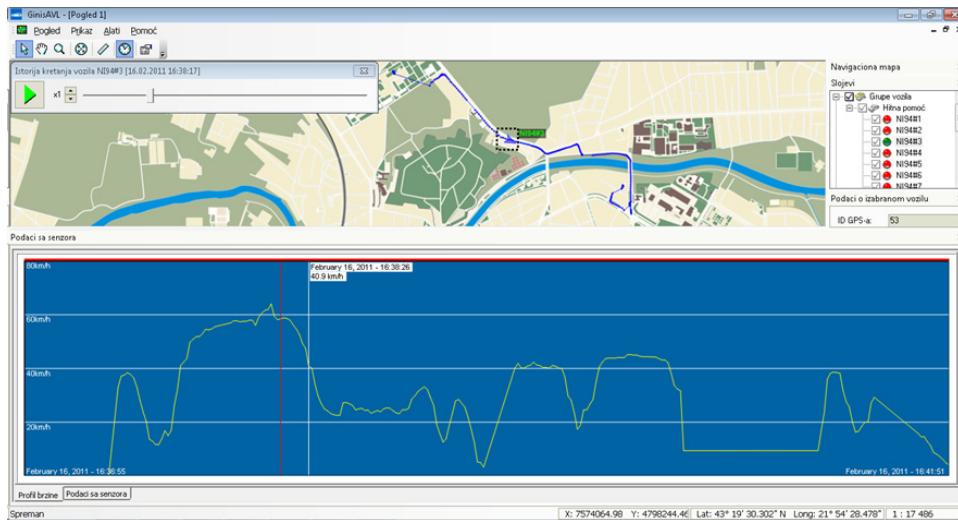 GinisAVL - [Pogled 1]
Pogled Prikaz Alati Pomoć
Istorija kretanja vozila NI94#3 [16.02.2011 16:38:17]
x1
NI94#3
Navigaciona mapa
Slojevi
Grupe vozila
Hitna pomoć
NI94#1
NI94#2
NI94#3
NI94#4
NI94#5
NI94#6
NI94#7
Podaci o izabranom vozilu
ID GPS-a: 53
Podaci sa senzora
80km/h
February 16, 2011 - 16:38:26
40.9 km/h
60km/h
40km/h
20km/h
February 16, 2011 - 16:36:55
February 16, 2011 - 16:41:51
Profil brzine Podaci sa senzora
Spreman
X: 7574064.98 Y: 4798244.46 Lat: 43° 19' 30.302" N Long: 21° 54' 28.478" 1 : 17 486